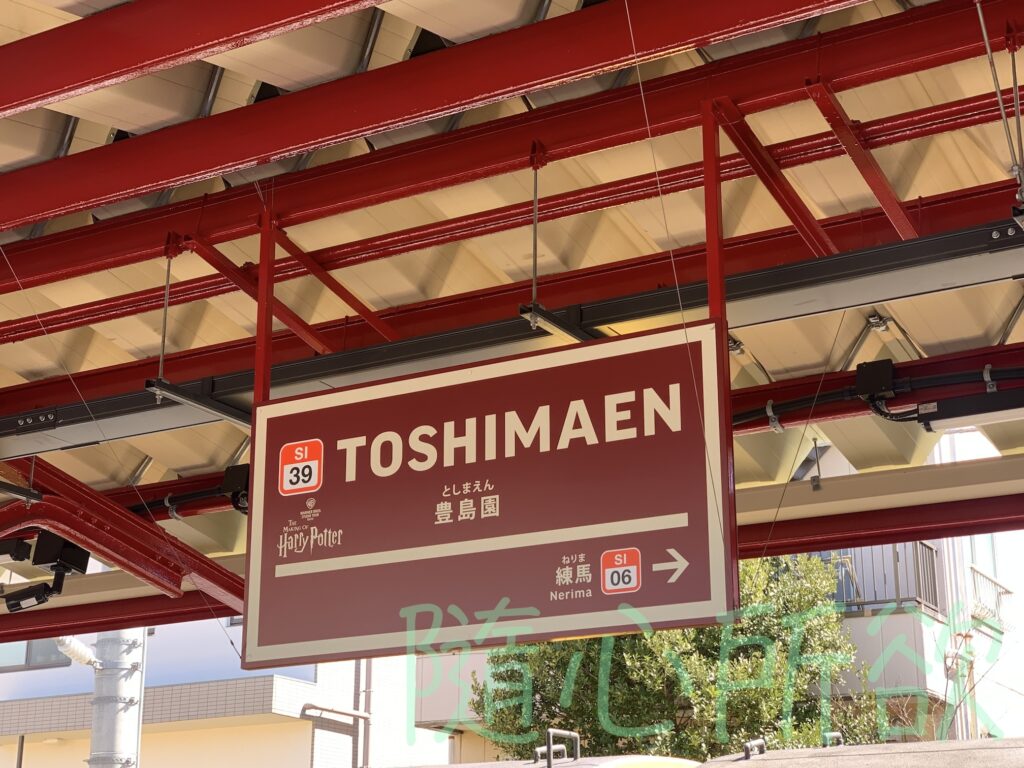 SI
39
TOSHIMAEN
としまえん
豊島園
THE MAKING OF
Harry Potter
ねりま
練馬
Nerima
SI
06
→
随心所欲